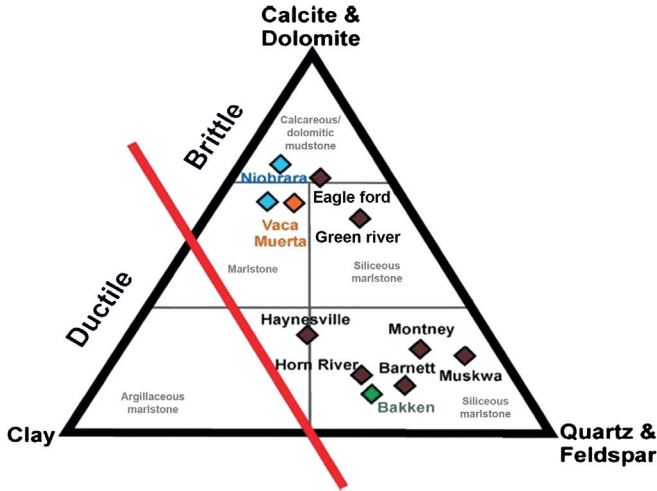 Calcite &
Dolomite
Brittle
Calcareous/
dolomitic
mudstone
Niobrara
Eagle ford
Vaca
Muerta
Green river
Marlstone
Siliceous
marlstone
Ductile
Haynesville
Montney
Horn River
Barnett
Muskwa
Bakken
Argillaceous
marlstone
Siliceous
marlstone
Clay
Quartz &
Feldspar